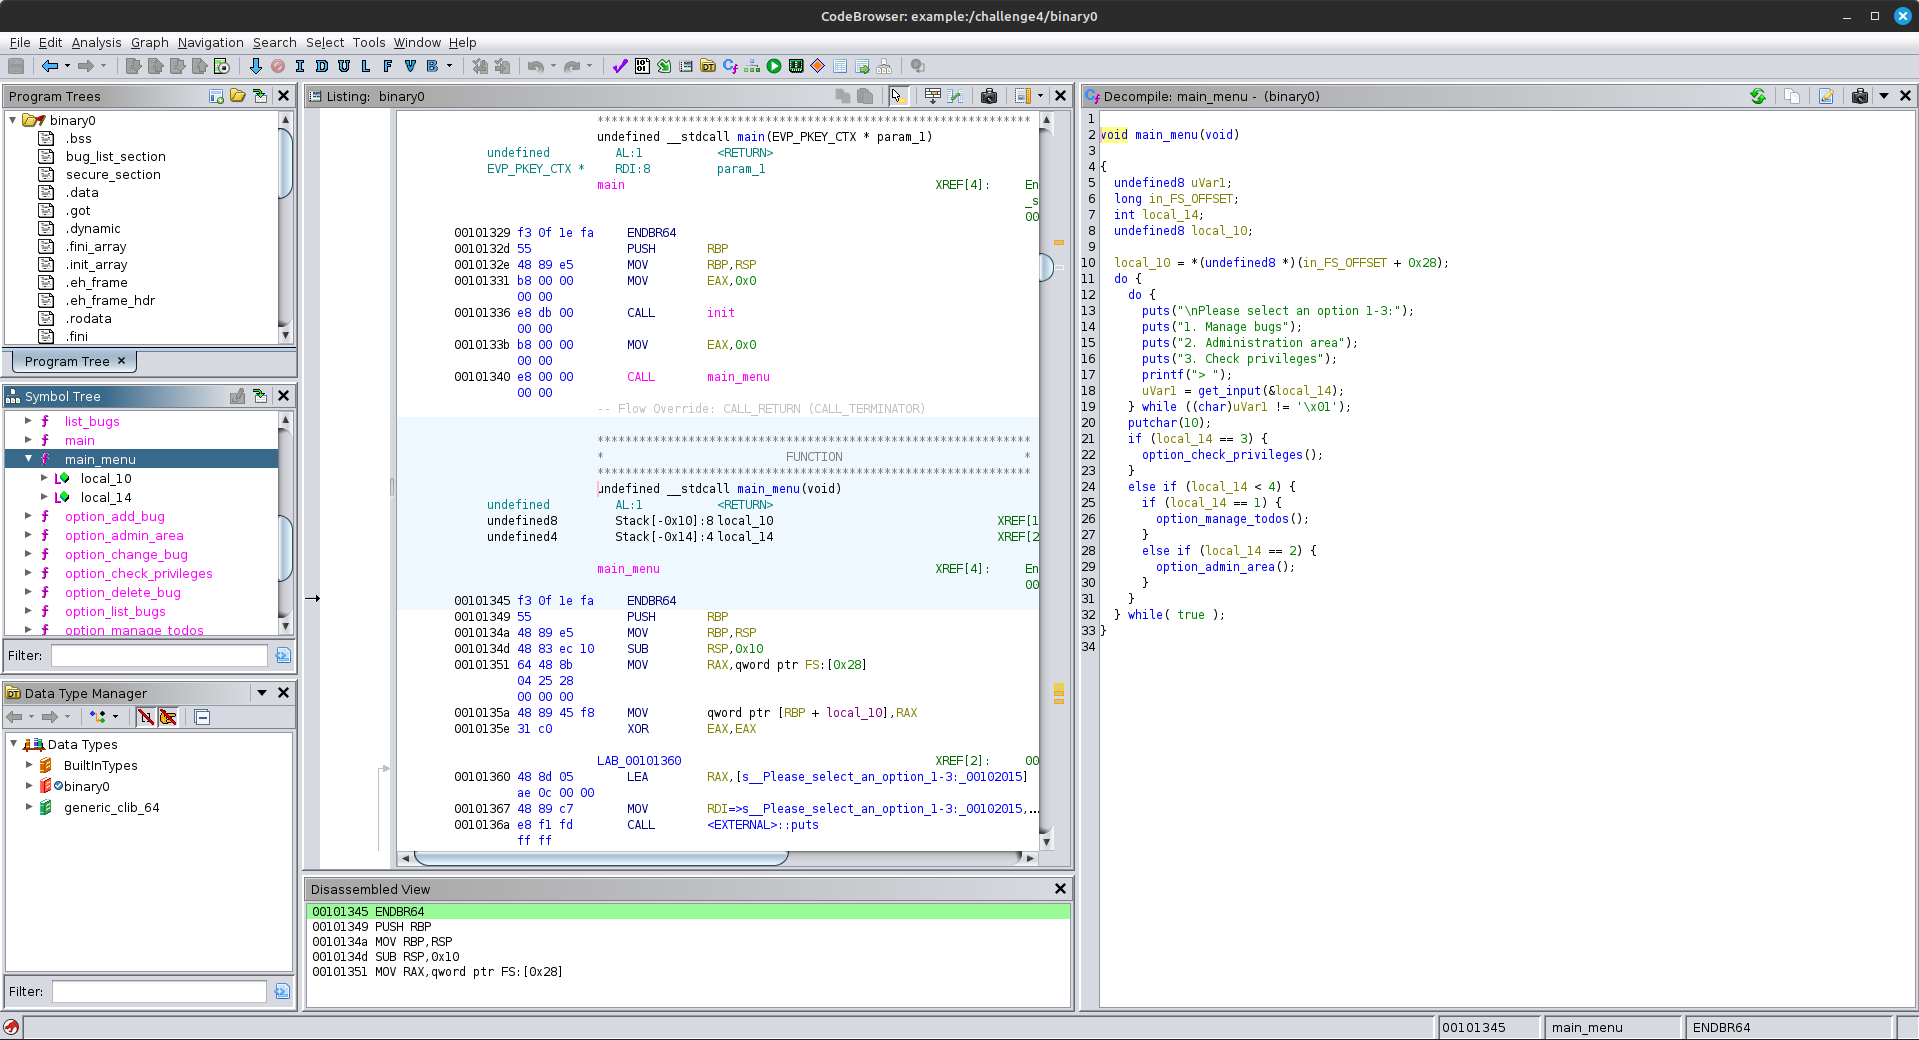 CodeBrowser: example:/challenge4/binary0
File Edit Analysis Graph Navigation Search Select Tools Window Help
I D U L F V B
Program Trees
binary0
.bss
bug_list_section
secure_section
.data
.got
.dynamic
.fini_array
.init_array
.eh_frame
.eh_frame_hdr
.rodata
.fini
Program Tree ×
Symbol Tree
list_bugs
main
main_menu
local_10
local_14
option_add_bug
option_admin_area
option_change_bug
option_check_privileges
option_delete_bug
option_list_bugs
option_manage_todos
Filter:
Data Type Manager
Data Types
BuiltInTypes
binary0
generic_clib_64
Filter:
Listing: binary0
******************************************************
undefined __stdcall main(EVP_PKEY_CTX * param_1)
undefined AL:1 <RETURN>
EVP_PKEY_CTX * RDI:8 param_1
main XREF[4]: En
_s
00
00101329 f3 0f 1e fa ENDBR64
0010132d 55 PUSH RBP
0010132e 48 89 e5 MOV RBP,RSP
00101331 b8 00 00 MOV EAX,0x0
00 00
00101336 e8 db 00 CALL init
00 00
0010133b b8 00 00 MOV EAX,0x0
00 00
00101340 e8 00 00 CALL main_menu
00 00
-- Flow Override: CALL_RETURN (CALL_TERMINATOR)
**************************************************************
* FUNCTION *
**************************************************************
undefined __stdcall main_menu(void)
undefined AL:1 <RETURN>
undefined8 Stack[-0x10]:8 local_10 XREF[1
undefined4 Stack[-0x14]:4 local_14 XREF[2
main_menu XREF[4]: En
00
00101345 f3 0f 1e fa ENDBR64
00101349 55 PUSH RBP
0010134a 48 89 e5 MOV RBP,RSP
0010134d 48 83 ec 10 SUB RSP,0x10
00101351 64 48 8b MOV RAX,qword ptr FS:[0x28]
04 25 28
00 00 00
0010135a 48 89 45 f8 MOV qword ptr [RBP + local_10],RAX
0010135e 31 c0 XOR EAX,EAX
LAB_00101360 XREF[2]: 00
00101360 48 8d 05 LEA RAX,[s__Please_select_an_option_1-3:_00102015]
ae 0c 00 00
00101367 48 89 c7 MOV RDI=>s__Please_select_an_option_1-3:_00102015,...
0010136a e8 f1 fd CALL <EXTERNAL>::puts
ff ff
Disassembled View
00101345 ENDBR64
00101349 PUSH RBP
0010134a MOV RBP,RSP
0010134d SUB RSP,0x10
00101351 MOV RAX,qword ptr FS:[0x28]
Decompile: main_menu - (binary0)
1
2 void main_menu(void)
3
4 {
5 undefined8 uVar1;
6 long in_FS_OFFSET;
7 int local_14;
8 undefined8 local_10;
9
10 local_10 = *(undefined8 *)(in_FS_OFFSET + 0x28);
11 do {
12 do {
13 puts("\nPlease select an option 1-3:");
14 puts("1. Manage bugs");
15 puts("2. Administration area");
16 puts("3. Check privileges");
17 printf("> ");
18 uVar1 = get_input(&local_14);
19 } while ((char)uVar1 != '\x01');
20 putchar(10);
21 if (local_14 == 3) {
22 option_check_privileges();
23 }
24 else if (local_14 < 4) {
25 if (local_14 == 1) {
26 option_manage_todos();
27 }
28 else if (local_14 == 2) {
29 option_admin_area();
30 }
31 }
32 } while( true );
33 }
34
00101345 main_menu ENDBR64